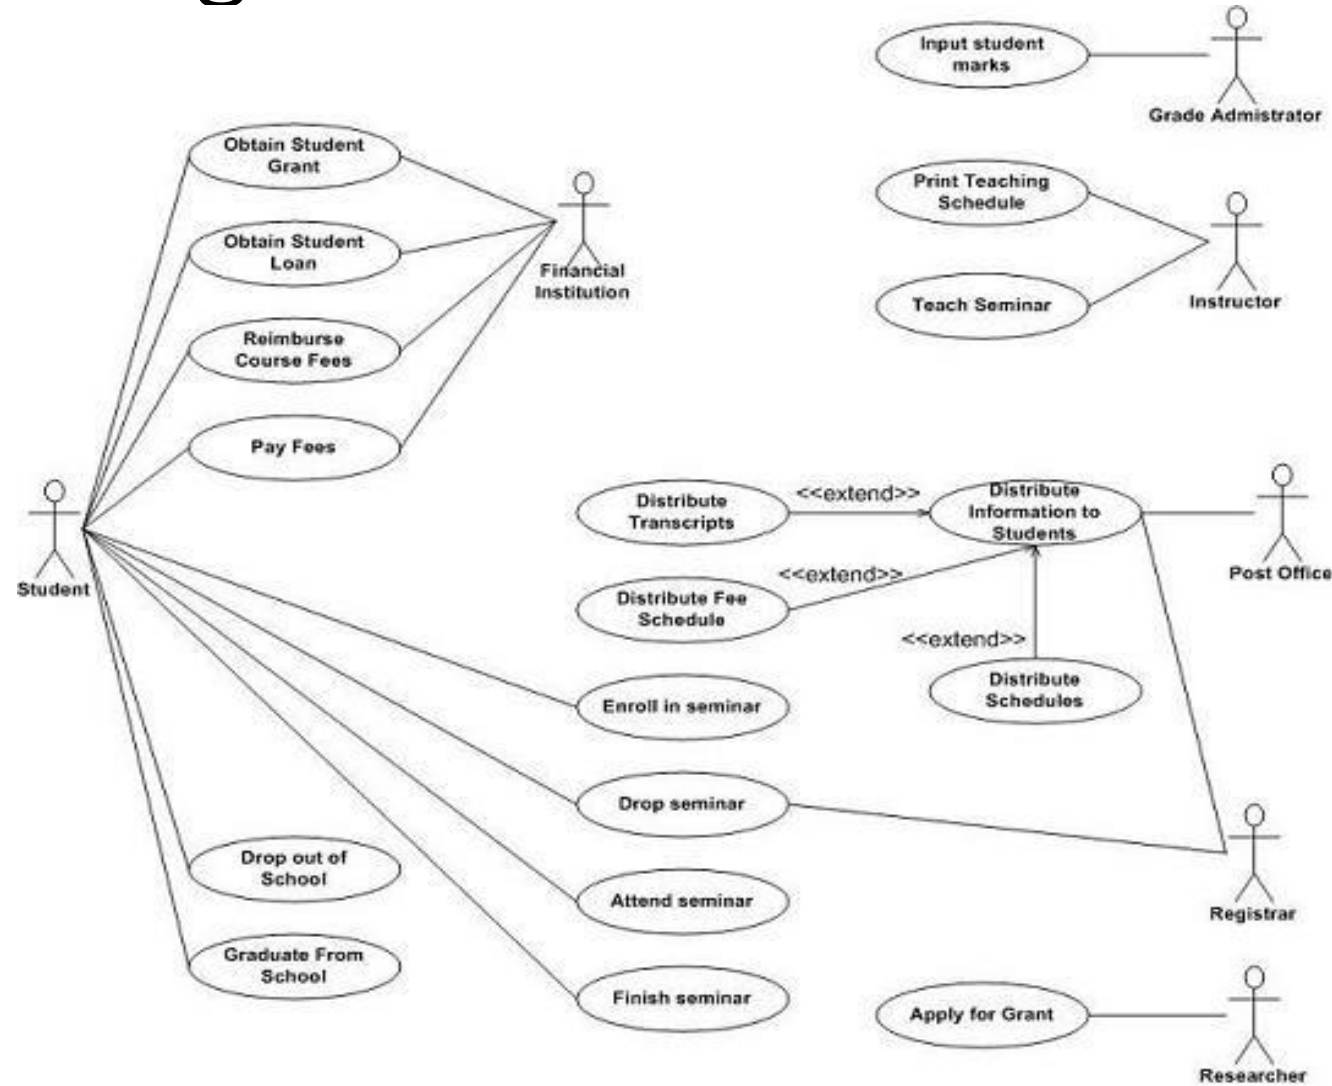 Input student
marks
Grade Admistrator
Obtain Student
Grant
Print Teaching
Schedule
Obtain Student
Loan
Financial
Institution
Teach Seminar
Instructor
Reimburse
Course Fees
Pay Fees
Student
Distribute
Transcripts
<<extend>>
Distribute
Information to
Students
Post Office
<<extend>>
Distribute Fee
Schedule
<<extend>>
Distribute
Schedules
Enroll in seminar
Drop seminar
Drop out of
School
Attend seminar
Registrar
Graduate From
School
Finish seminar
Apply for Grant
Researcher